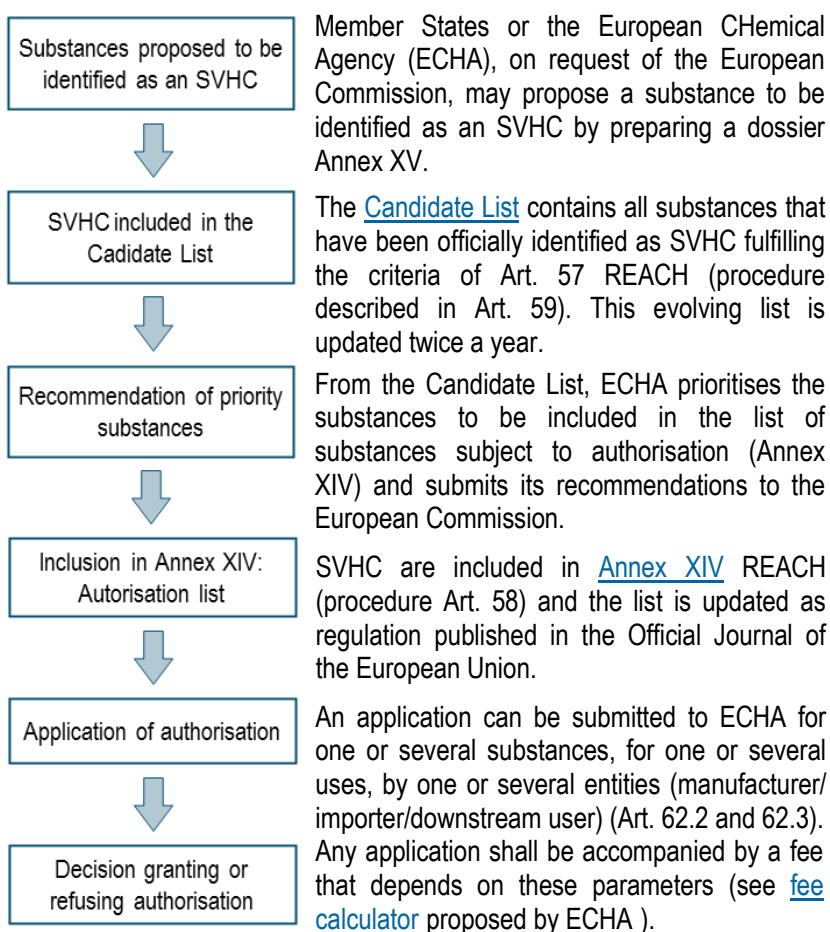 Substances proposed to be
identified as an SVHC
Member States or the European CHemical
Agency (ECHA), on request of the European
Commission, may propose a substance to be
identified as an SVHC by preparing a dossier
Annex XV.
SVHC included in the
Cadidate List
The Candidate List contains all substances that
have been officially identified as SVHC fulfilling
the criteria of Art. 57 REACH (procedure
described in Art. 59). This evolving list is
updated twice a year.
Recommendation of priority
substances
From the Candidate List, ECHA prioritises the
substances to be included in the list of
substances subject to authorisation (Annex
XIV) and submits its recommendations to the
European Commission.
Inclusion in Annex XIV:
Autorisation list
SVHC are included in Annex XIV REACH
(procedure Art. 58) and the list is updated as
regulation published in the Official Journal of
the European Union.
Application of authorisation
An application can be submitted to ECHA for
one or several substances, for one or several
uses, by one or several entities (manufacturer/
importer/downstream user) (Art. 62.2 and 62.3).
Decision granting or
refusing authorisation
Any application shall be accompanied by a fee
that depends on these parameters (see fee
calculator proposed by ECHA ).